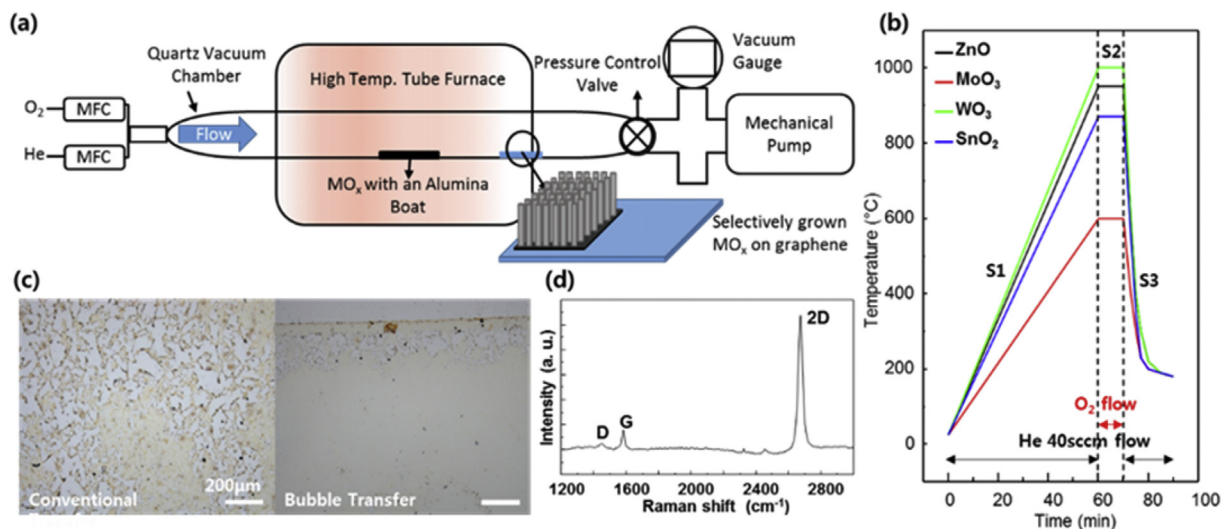 (a)
Quartz Vacuum
Chamber
O2
MFC
He
MFC
Flow
High Temp. Tube Furnace
MOx with an Alumina
Boat
Pressure Control
Valve
Vacuum
Gauge
Mechanical
Pump
Selectively grown
MOx on graphene
(b)
ZnO
MoO3
WO3
SnO2
S1
S2
S3
O2 flow
He 40sccm flow
Temperature (°C)
1000
800
600
400
200
0
0 20 40 60 80 100
Time (min)
(c)
Conventional
200μm
Bubble Transfer
(d)
Intensity (a. u.)
D
G
2D
1200 1600 2000 2400 2800
Raman shift (cm-1)